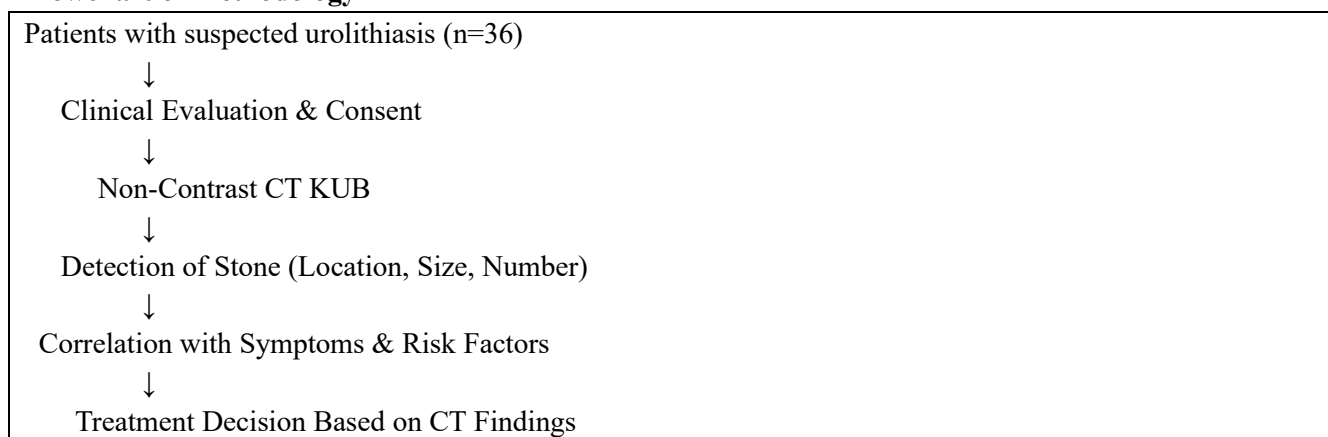 Patients with suspected urolithiasis (n=36)
↓
Clinical Evaluation & Consent
↓
Non-Contrast CT KUB
↓
Detection of Stone (Location, Size, Number)
↓
Correlation with Symptoms & Risk Factors
↓
Treatment Decision Based on CT Findings